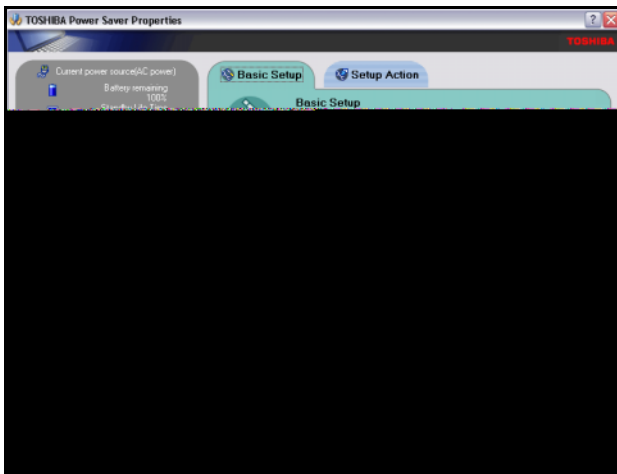 TOSHIBA Power Saver Properties
TOSHIBA
Current power source(AC power)
Battery remaining
100%
Basic Setup
Setup Action
Basic Setup